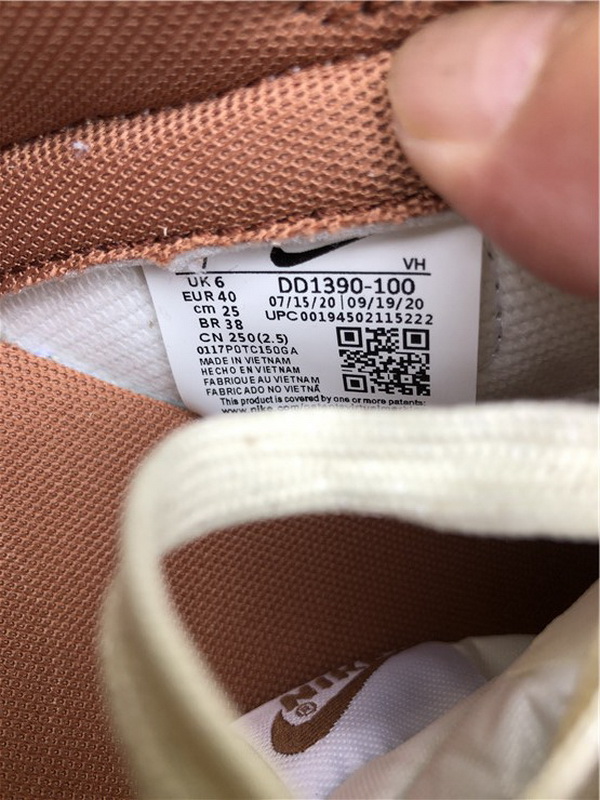 VH
UK 6
EUR 40
cm 25
BR 38
CN 250(2.5)
DD1390-100
07/15/20 | 09/19/20
UPC00194502115222
0117P0TC150GA
MADE IN VIETNAM
HECHO EN VIETNAM
FABRIQUE AU VIETNAM
FABRICADO NO VIETNÃ
This product is covered by one or more patents:
NIKE
®